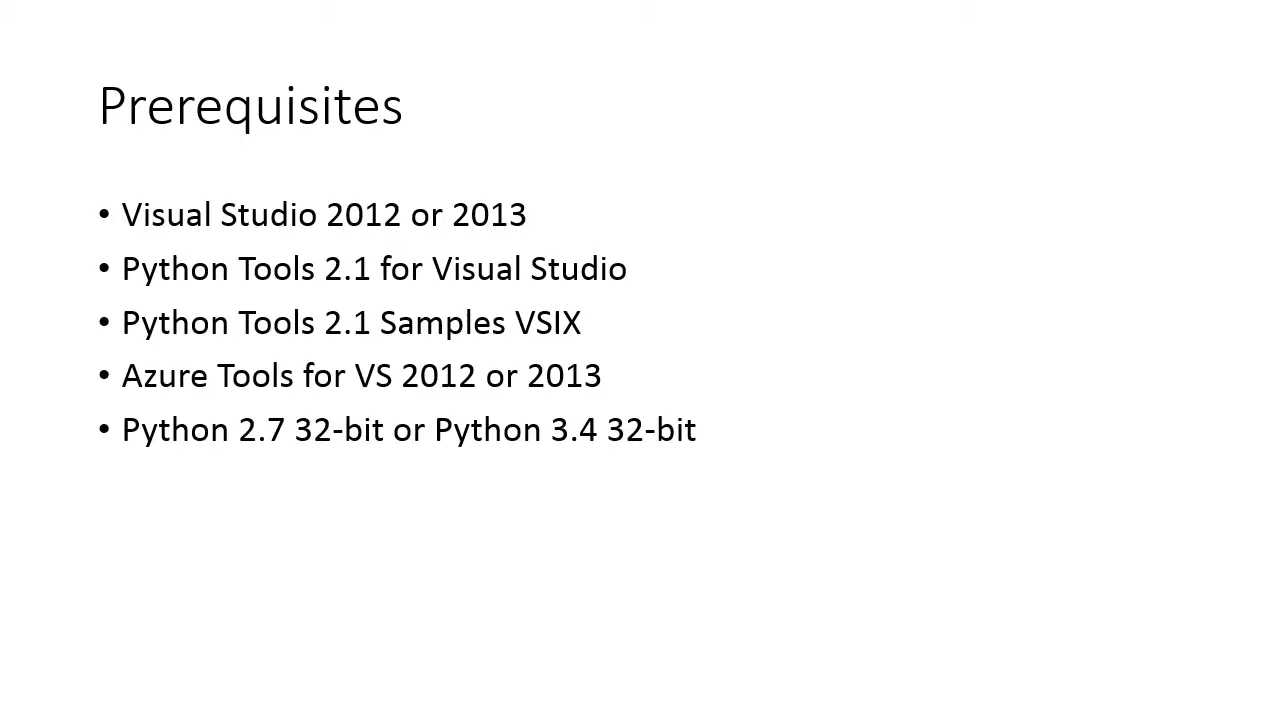 Prerequisites
• Visual Studio 2012 or 2013
• Python Tools 2.1 for Visual Studio
• Python Tools 2.1 Samples VSIX
• Azure Tools for VS 2012 or 2013
• Python 2.7 32-bit or Python 3.4 32-bit